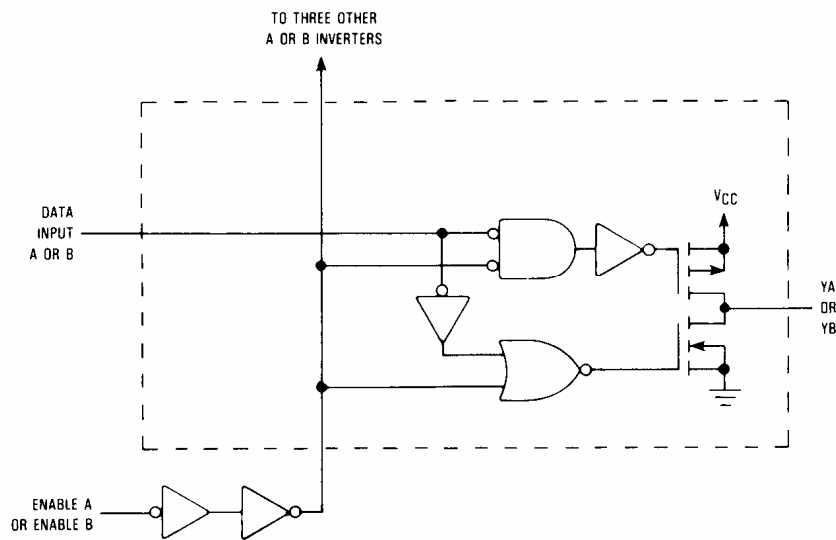 TO THREE OTHER
A OR B INVERTERS
VCC
DATA
INPUT
A OR B
YA
OR
YB
ENABLE A
OR ENABLE B